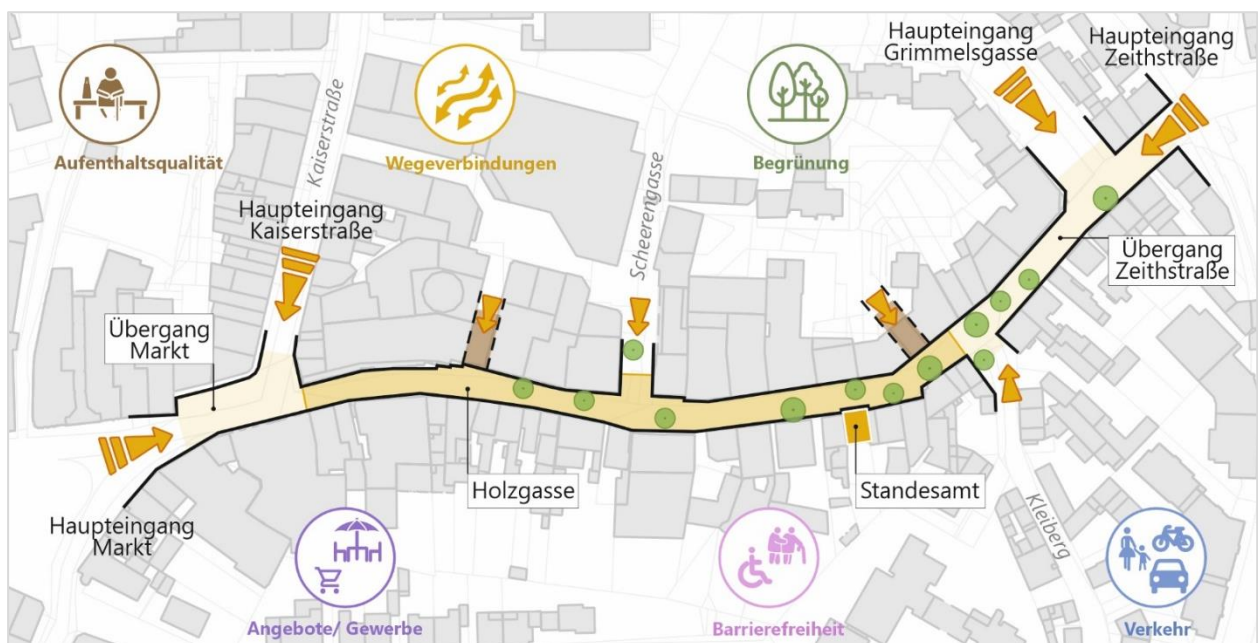 Haupteingang
Grimmelsgasse
Haupteingang
Zeithstraße
Aufenthaltsqualität
Kaiserstraße
Wegeverbindungen
Begrünung
Haupteingang
Kaiserstraße
Scheerengasse
Übergang
Zeithstraße
Übergang
Markt
Holzgasse
Standesamt
Haupteingang
Markt
Kleiberg
Angebote/ Gewerbe
Barrierefreiheit
Verkehr